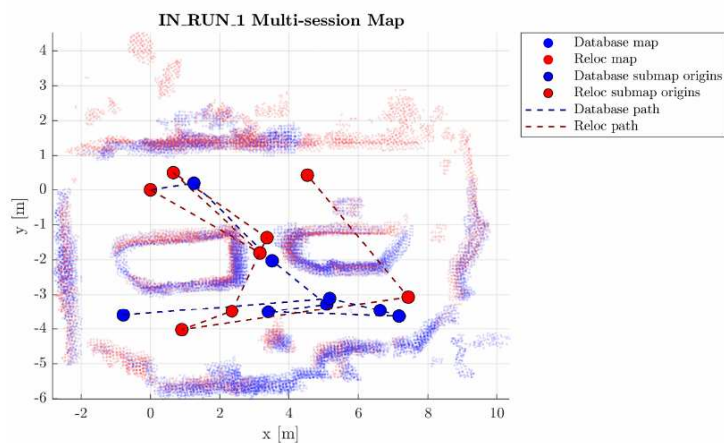 IN_RUN_1 Multi-session Map
Database map
Reloc map
Database submap origins
Reloc submap origins
Database path
Reloc path
4
3
2
1
0
-1
-2
-3
-4
-5
-6
y [m]
-2 0 2 4 6 8 10
x [m]